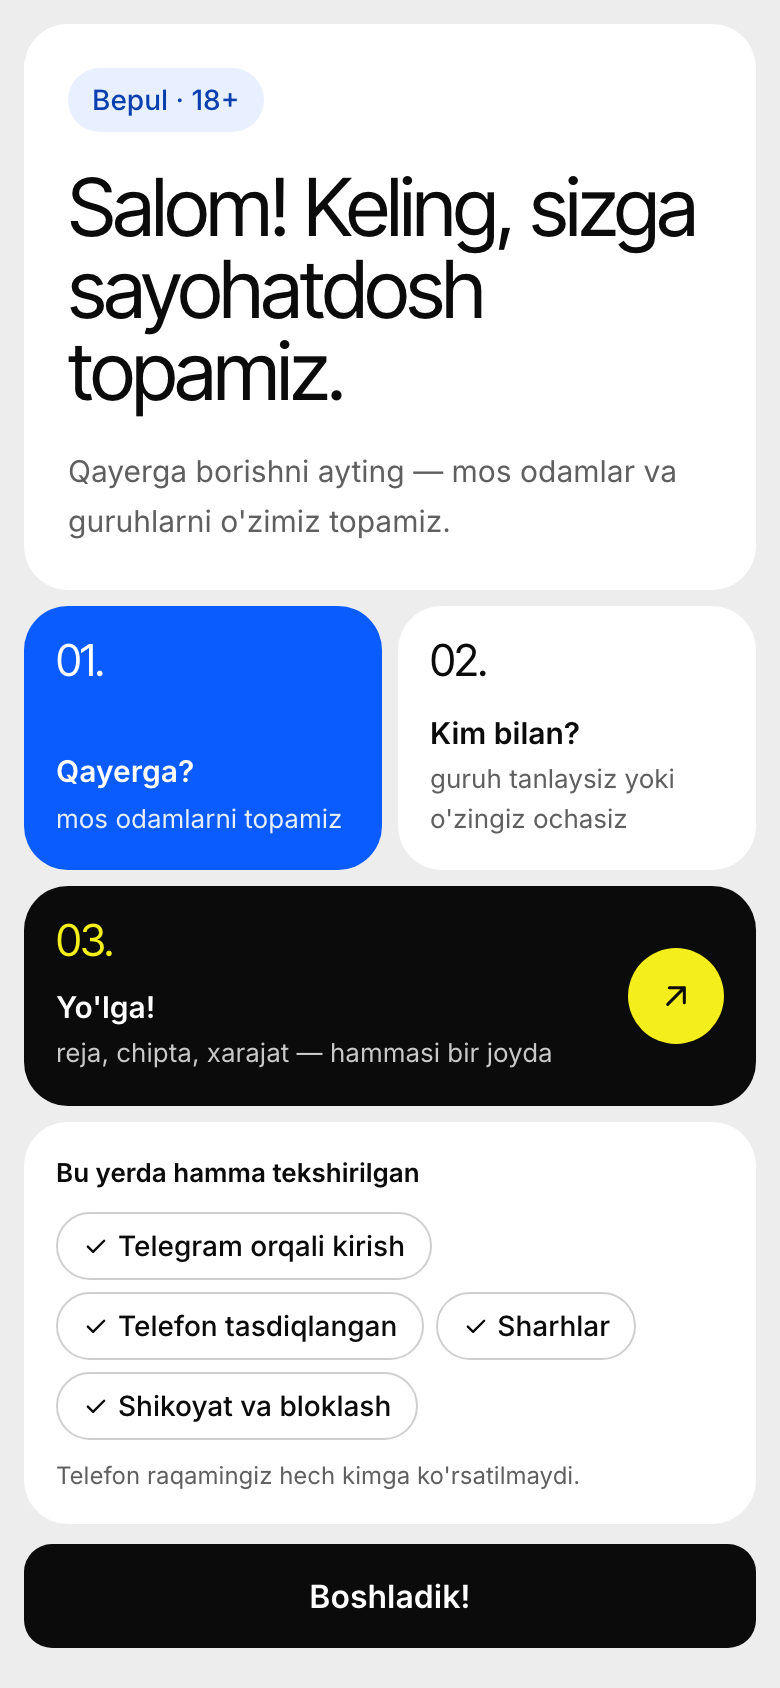 Bepul · 18+
Salom! Keling, sizga
sayohatdosh
topamiz.
Qayerga borishni ayting — mos odamlar va
guruhlarni o'zimiz topamiz.
01.
Qayerga?
mos odamlarni topamiz
02.
Kim bilan?
guruh tanlaysiz yoki
o'zingiz ochasiz
03.
Yo'lga!
reja, chipta, xarajat — hammasi bir joyda
Bu yerda hamma tekshirilgan
Telegram orqali kirish
Telefon tasdiqlangan
Sharhlar
Shikoyat va bloklash
Telefon raqamingiz hech kimga ko'rsatilmaydi.
Boshladik!